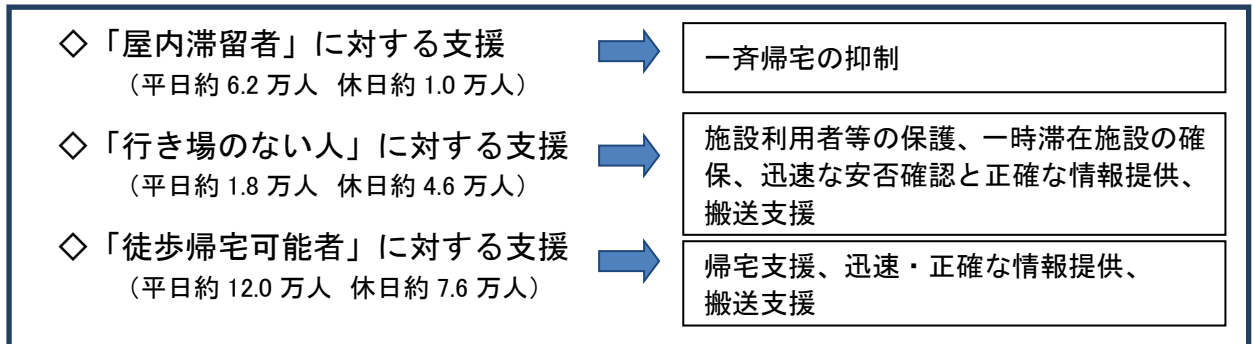 ◇「屋内滞留者」に対する支援
(平日約 6.2 万人 休日約 1.0 万人)
一斉帰宅の抑制
◇「行き場のない人」に対する支援
(平日約 1.8 万人 休日約 4.6 万人)
施設利用者等の保護、一時滞在施設の確
保、迅速な安否確認と正確な情報提供、
搬送支援
◇「徒歩帰宅可能者」に対する支援
(平日約 12.0 万人 休日約 7.6 万人)
帰宅支援、迅速・正確な情報提供、
搬送支援